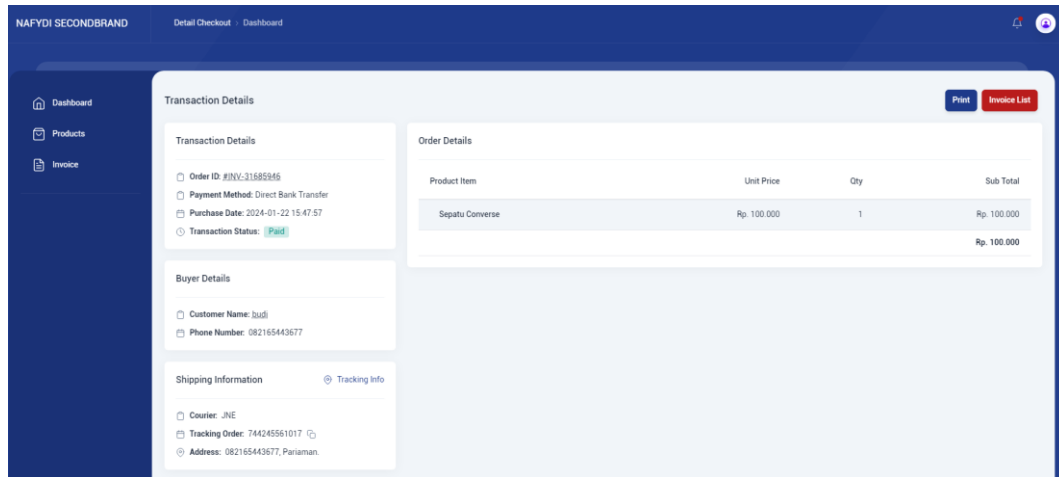 NAFYDI SECONDBRAND
Detail Checkout › Dashboard
Dashboard
Products
Invoice
Transaction Details
Print
Invoice List
Transaction Details
Order ID: #INV-31685946
Payment Method: Direct Bank Transfer
Purchase Date: 2024-01-22 15:47:57
Transaction Status: Paid
Buyer Details
Customer Name: budi
Phone Number: 082165443677
Shipping Information
Tracking Info
Courier: JNE
Tracking Order: 744245561017
Address: 082165443677, Pariaman.
Order Details
Product Item Unit Price Qty Sub Total
Sepatu Converse Rp. 100.000 1 Rp. 100.000
Rp. 100.000